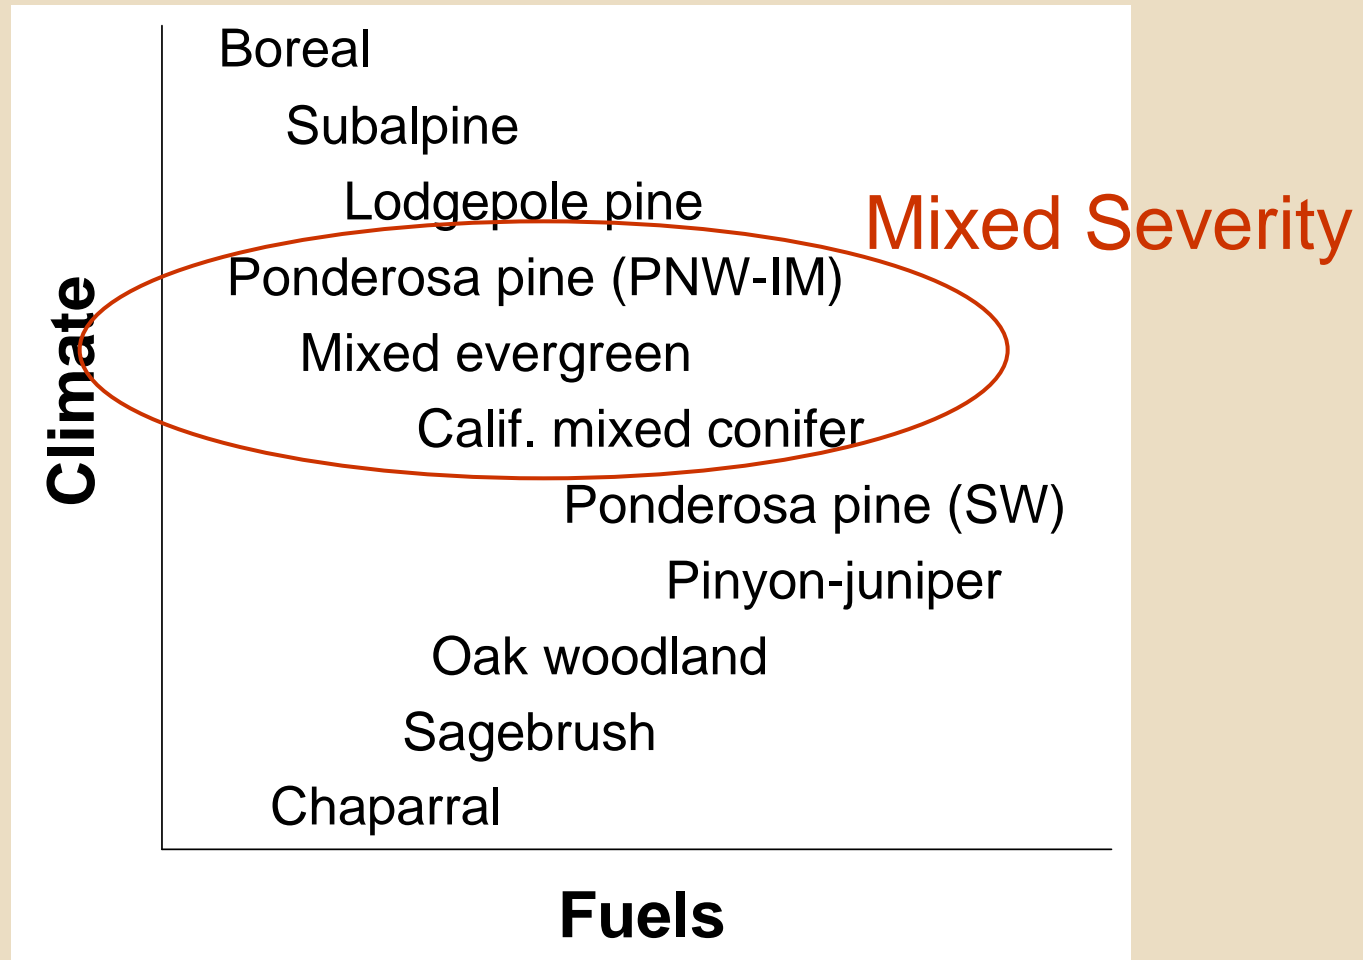 Boreal
Subalpine
Lodgepole pine
Mixed Severity
Ponderosa pine (PNW-IM)
Mixed evergreen
Calif. mixed conifer
Ponderosa pine (SW)
Pinyon-juniper
Oak woodland
Sagebrush
Chaparral
Climate
Fuels